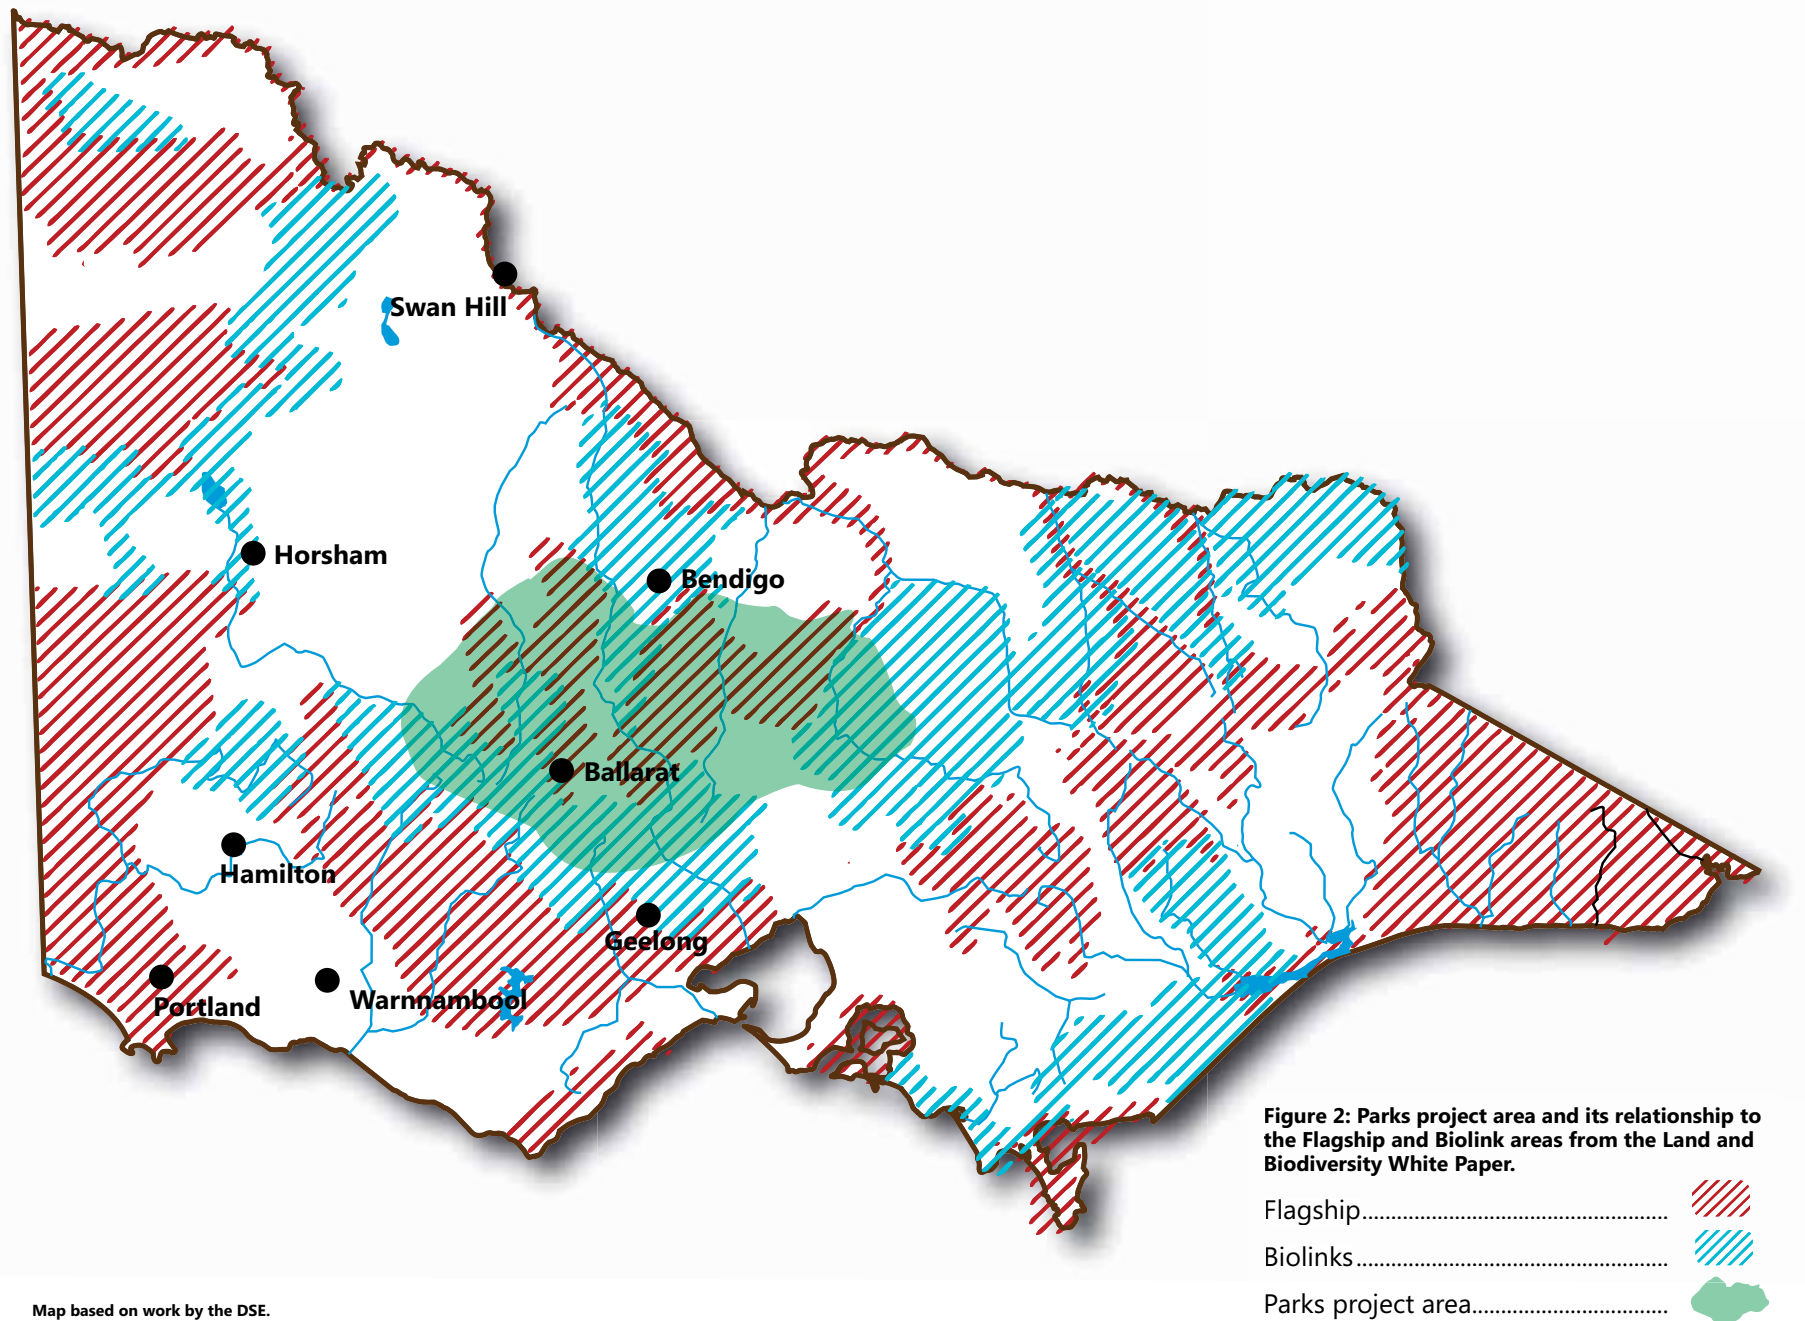 Swan Hill
Horsham
Bendigo
Ballarat
Hamilton
Geelong
Portland
Warnnambool
Figure 2: Parks project area and its relationship to
the Flagship and Biolink areas from the Land and
Biodiversity White Paper.
Flagship....................................................
Biolinks.....................................................
Parks project area.................................
Map based on work by the DSE.